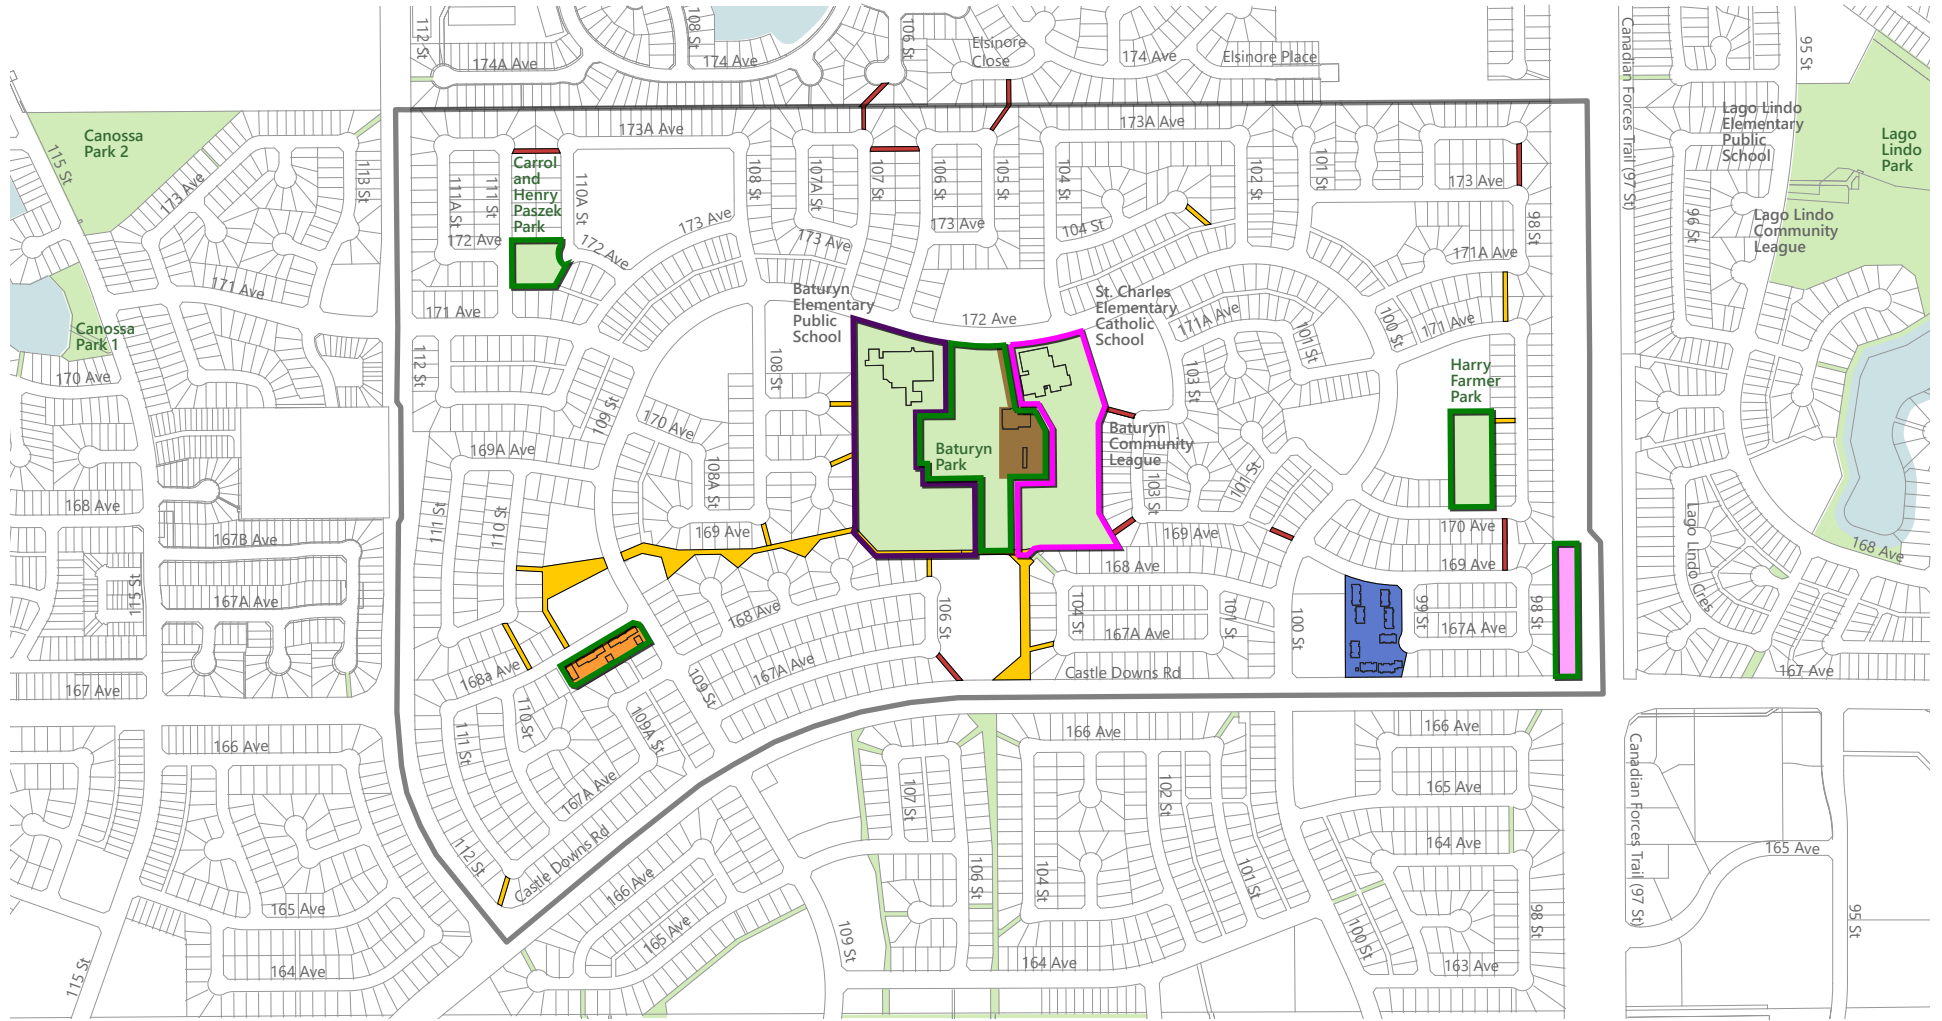 112 St
108 St
106 St
Elsinore
Close
174A Ave
174 Ave
174 Ave
Elsinore Place
Canadian Forces Trail (97 St)
95 St
Canossa
Park 2
115 St
173 Ave
113 St
171 Ave
Canossa
Park 1
170 Ave
168 Ave
167B Ave
115 St
167A Ave
167 Ave
173A Ave
173A Ave
Carrol
and
Henry
Paszek
Park
111A St
111 St
110A St
172 Ave
172 Ave
173 Ave
171 Ave
108 St
107A St
107 St
106 St
105 St
104 St
173 Ave
173 Ave
104 St
102 St
101 St
173 Ave
98 St
171A Ave
Baturyn
Elementary
Public
School
172 Ave
St. Charles
Elementary
Catholic
School
171A Ave
101 St
100 St
171 Ave
Lago Lindo
Elementary
Public
School
Lago
Lindo
Park
96 St
Lago Lindo
Community
League
112 St
109 St
170 Ave
108 St
103 St
Harry
Farmer
Park
169A Ave
108A St
Baturyn
Park
Baturyn
Community
League
103 St
101 St
111 St
110 St
169 Ave
169 Ave
170 Ave
169 Ave
168 Ave
Lago Lindo Cres
168 Ave
168 Ave
106 St
104 St
167A Ave
101 St
100 St
99 St
167A Ave
98 St
168a Ave
167A Ave
Castle Downs Rd
167 Ave
109 St
110 St
109A St
111 St
167A Ave
112 St
Castle Downs Rd
166 Ave
166 Ave
166 Ave
Canadian Forces Trail (97 St)
165 Ave
107 St
102 St
164 Ave
165 Ave
166 Ave
106 St
104 St
101 St
165 Ave
165 Ave
109 St
100 St
98 St
95 St
164 Ave
164 Ave
163 Ave
115 St